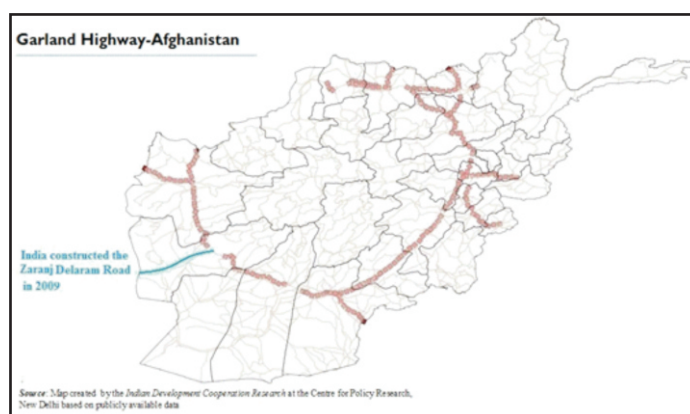 Garland Highway-Afghanistan
India constructed the
Zaranj Delaram Road
in 2009
Source: Map created by the Indian Development Cooperation Research at the Centre for Policy Research,
New Delhi based on publicly available data